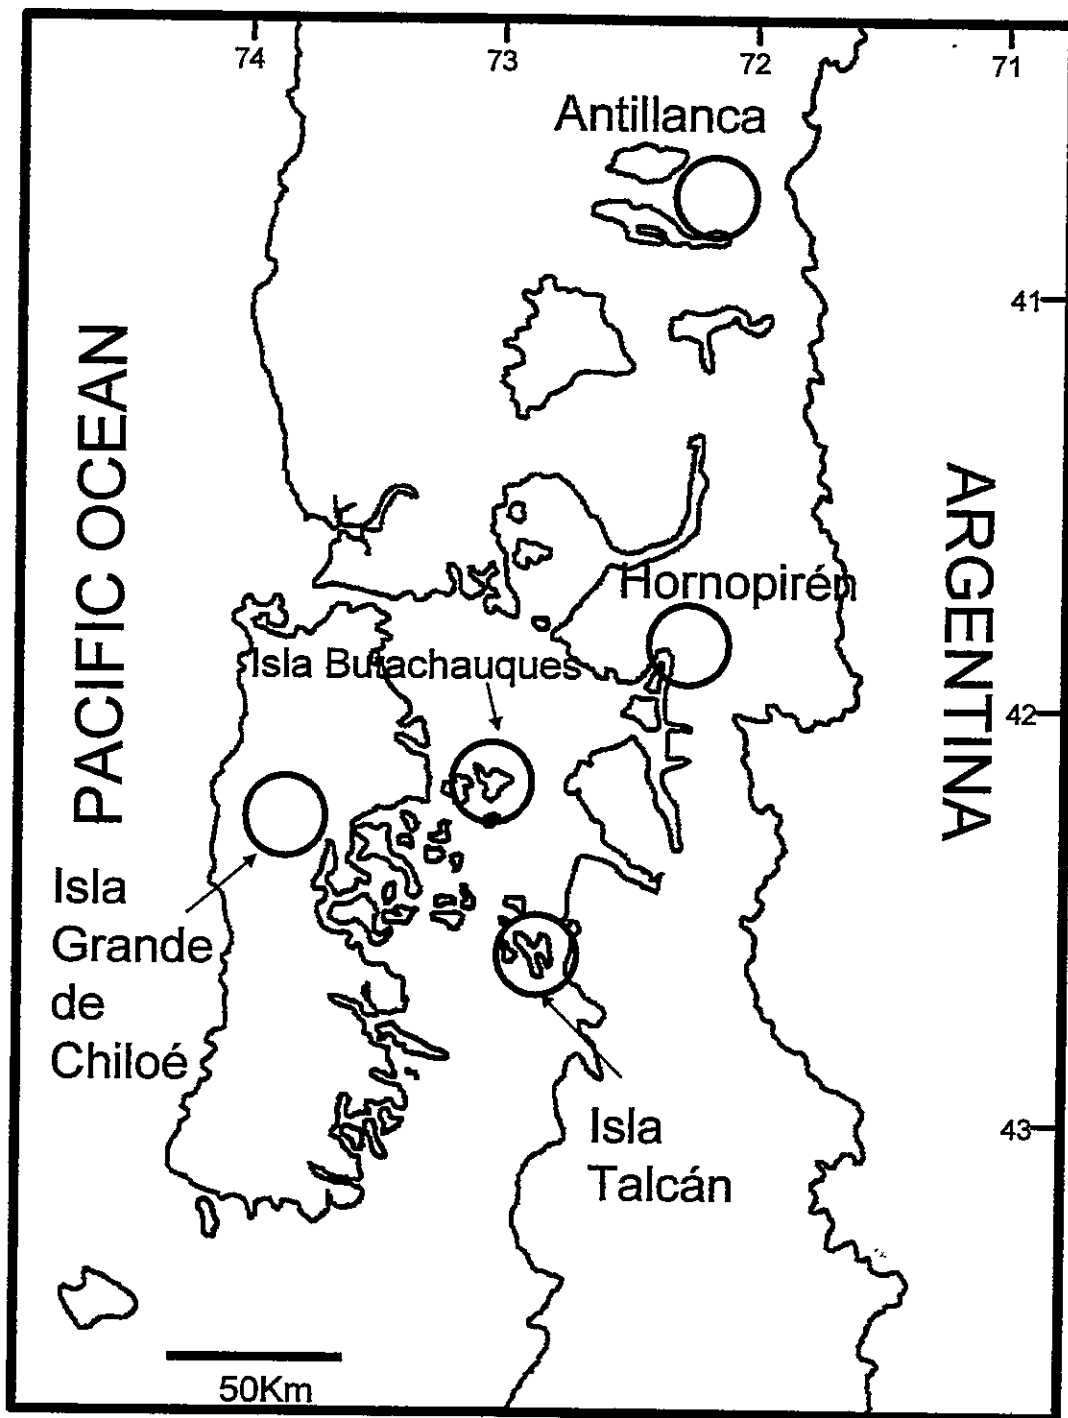 74
73
72
71
Antillanca
41
PACIFIC OCEAN
ARGENTINA
Hornopirén
Isla Butachauques
42
Isla
Grande
de
Chiloé
Isla
Talcán
43
50Km